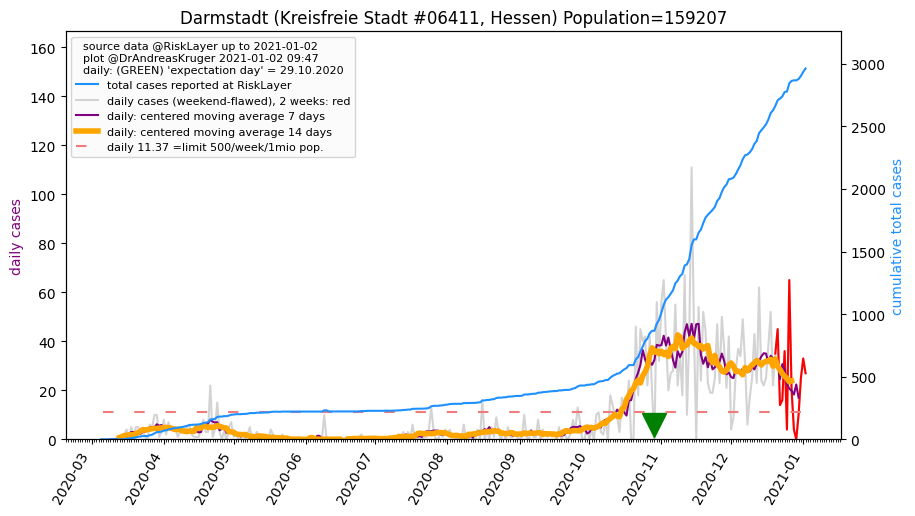 Darmstadt (Kreisfreie Stadt #06411, Hessen) Population=159207
source data @RiskLayer up to 2021-01-02
plot @DrAndreasKruger 2021-01-02 09:47
daily: (GREEN) 'expectation day' = 29.10.2020
total cases reported at RiskLayer
daily cases (weekend-flawed), 2 weeks: red
daily: centered moving average 7 days
daily: centered moving average 14 days
daily 11.37 =limit 500/week/1mio pop.
daily cases
160
140
120
100
80
60
40
20
0
cumulative total cases
3000
2500
2000
1500
1000
500
0
2020-03
2020-04
2020-05
2020-06
2020-07
2020-08
2020-09
2020-10
2020-11
2020-12
2021-01